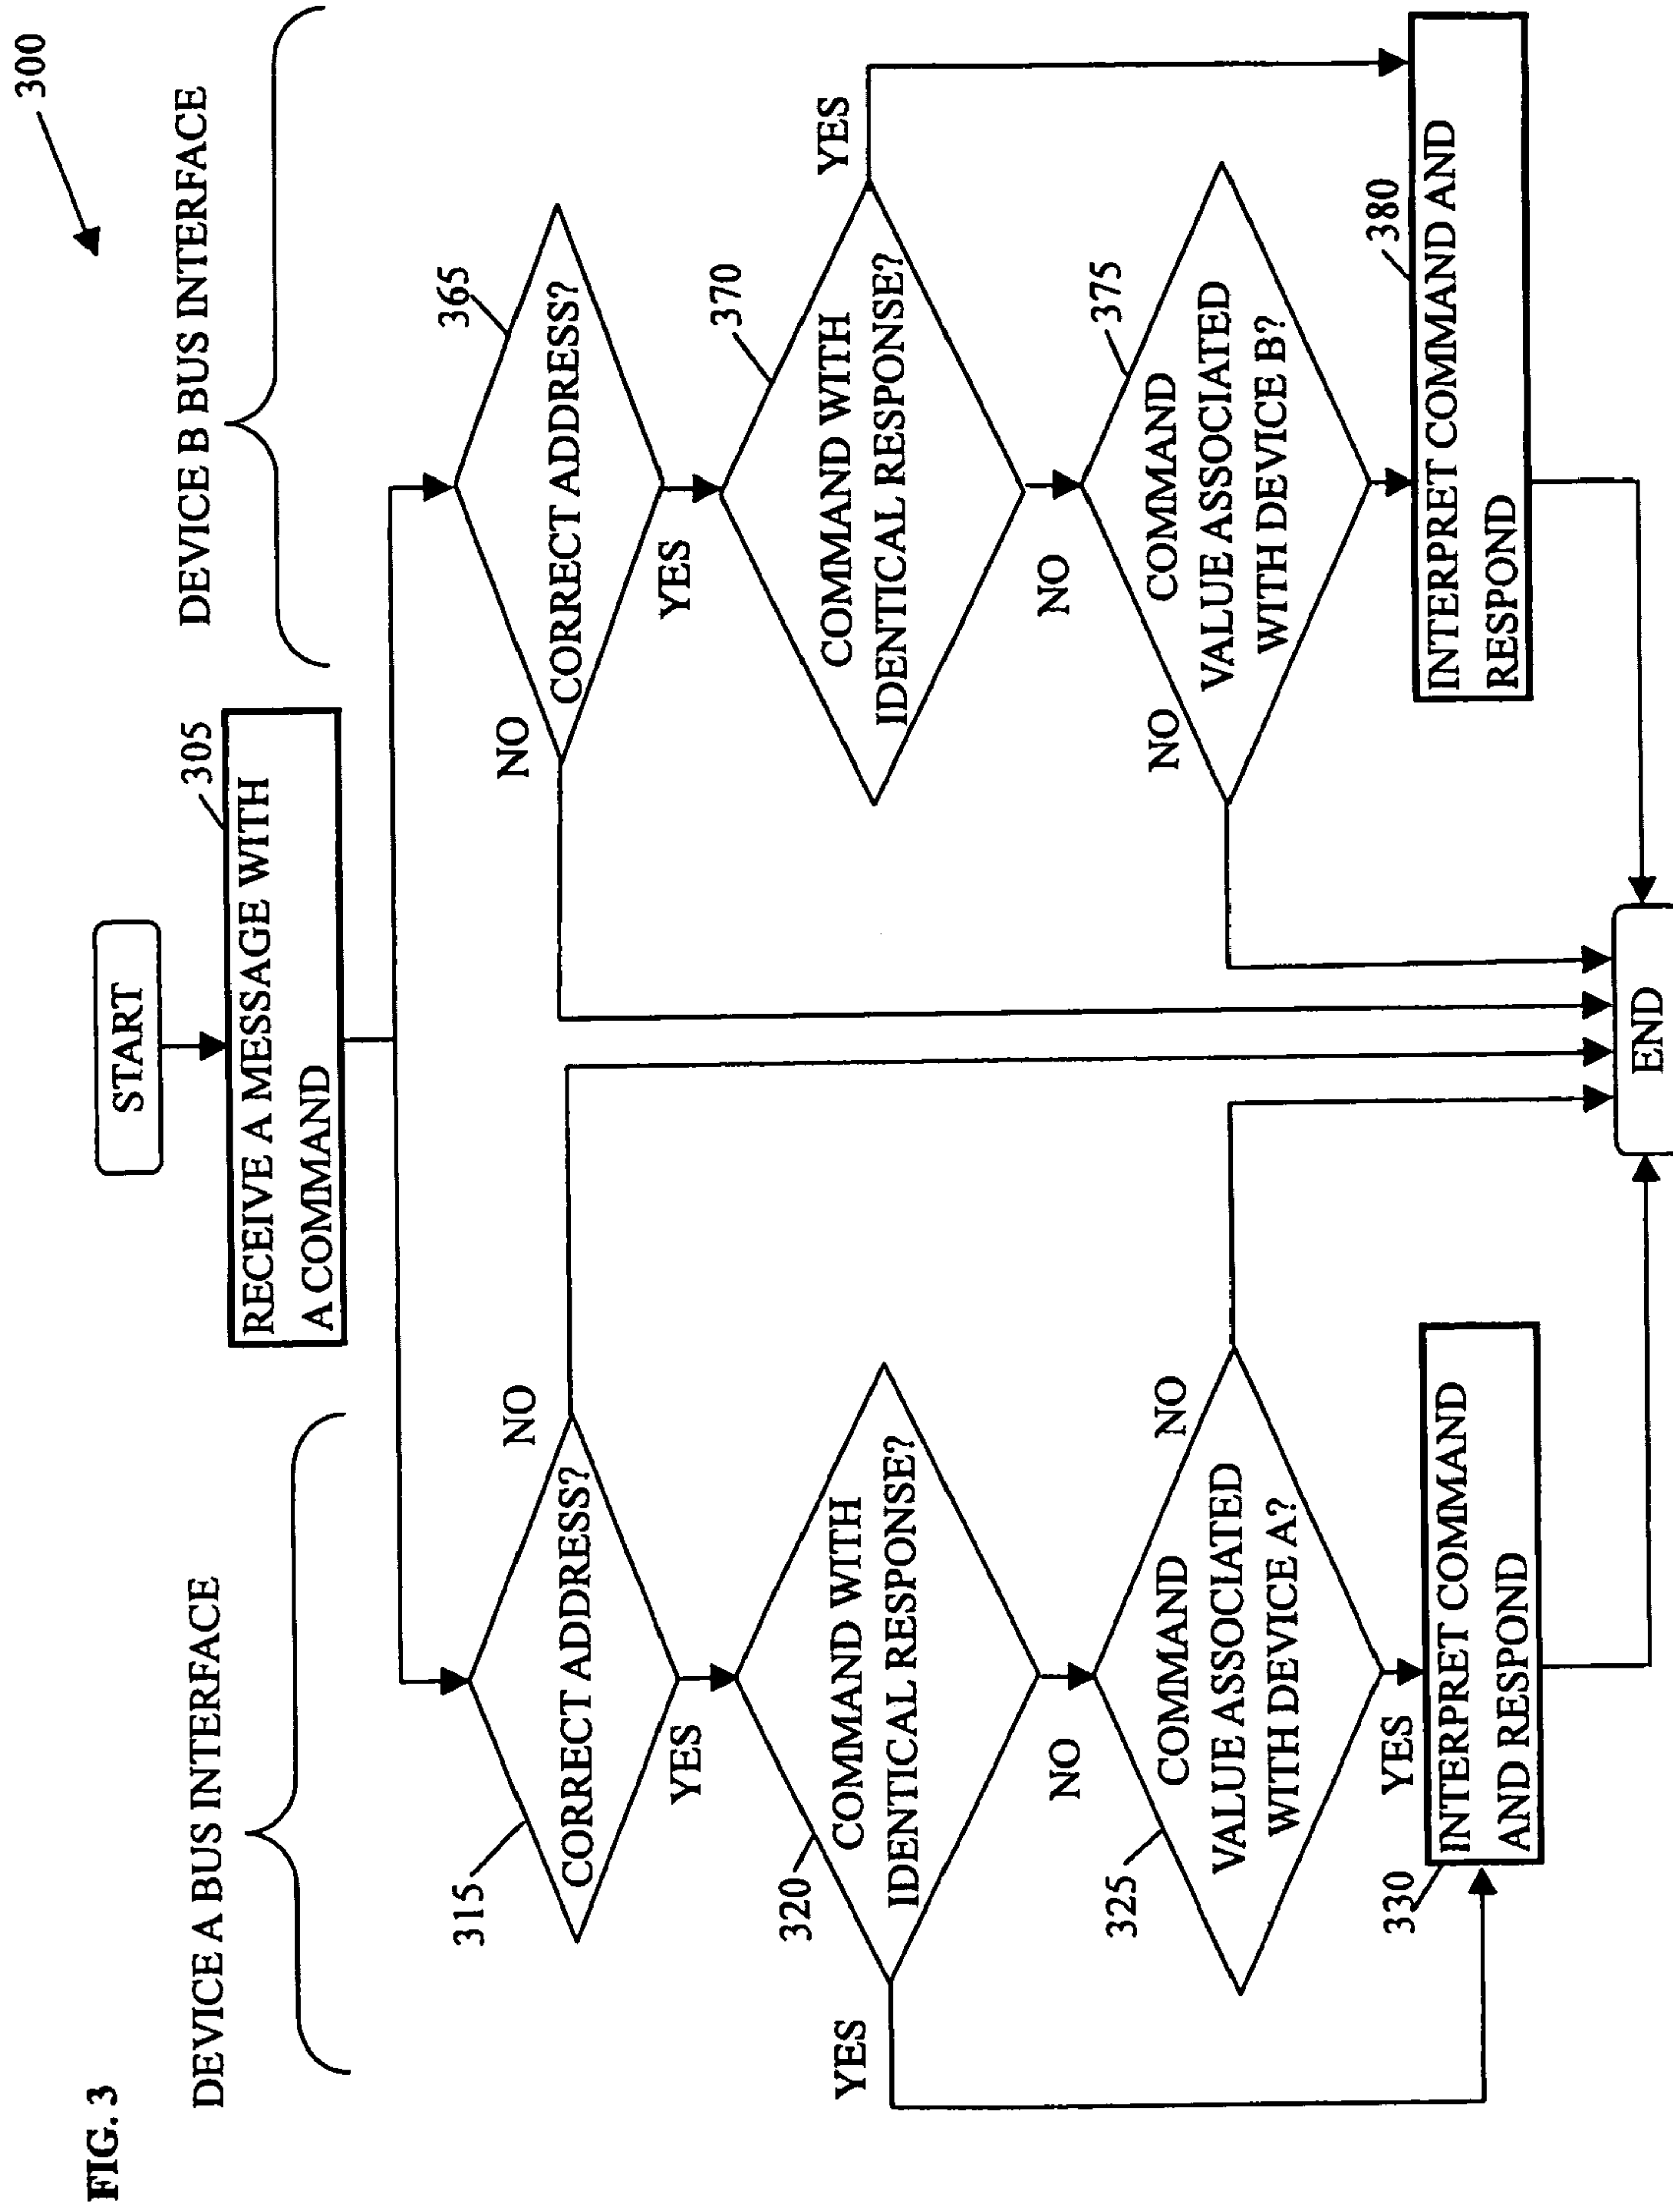 FIG. 3
300
DEVICE A BUS INTERFACE
DEVICE B BUS INTERFACE
START
305
RECEIVE A MESSAGE WITH
A COMMAND
315
CORRECT ADDRESS?
NO
YES
320
COMMAND WITH
IDENTICAL RESPONSE?
YES
NO
325
COMMAND
VALUE ASSOCIATED
WITH DEVICE A?
NO
YES
330
INTERPRET COMMAND
AND RESPOND
365
CORRECT ADDRESS?
NO
YES
370
COMMAND WITH
IDENTICAL RESPONSE?
YES
NO
375
COMMAND
VALUE ASSOCIATED
WITH DEVICE B?
NO
380
INTERPRET COMMAND AND
RESPOND
END